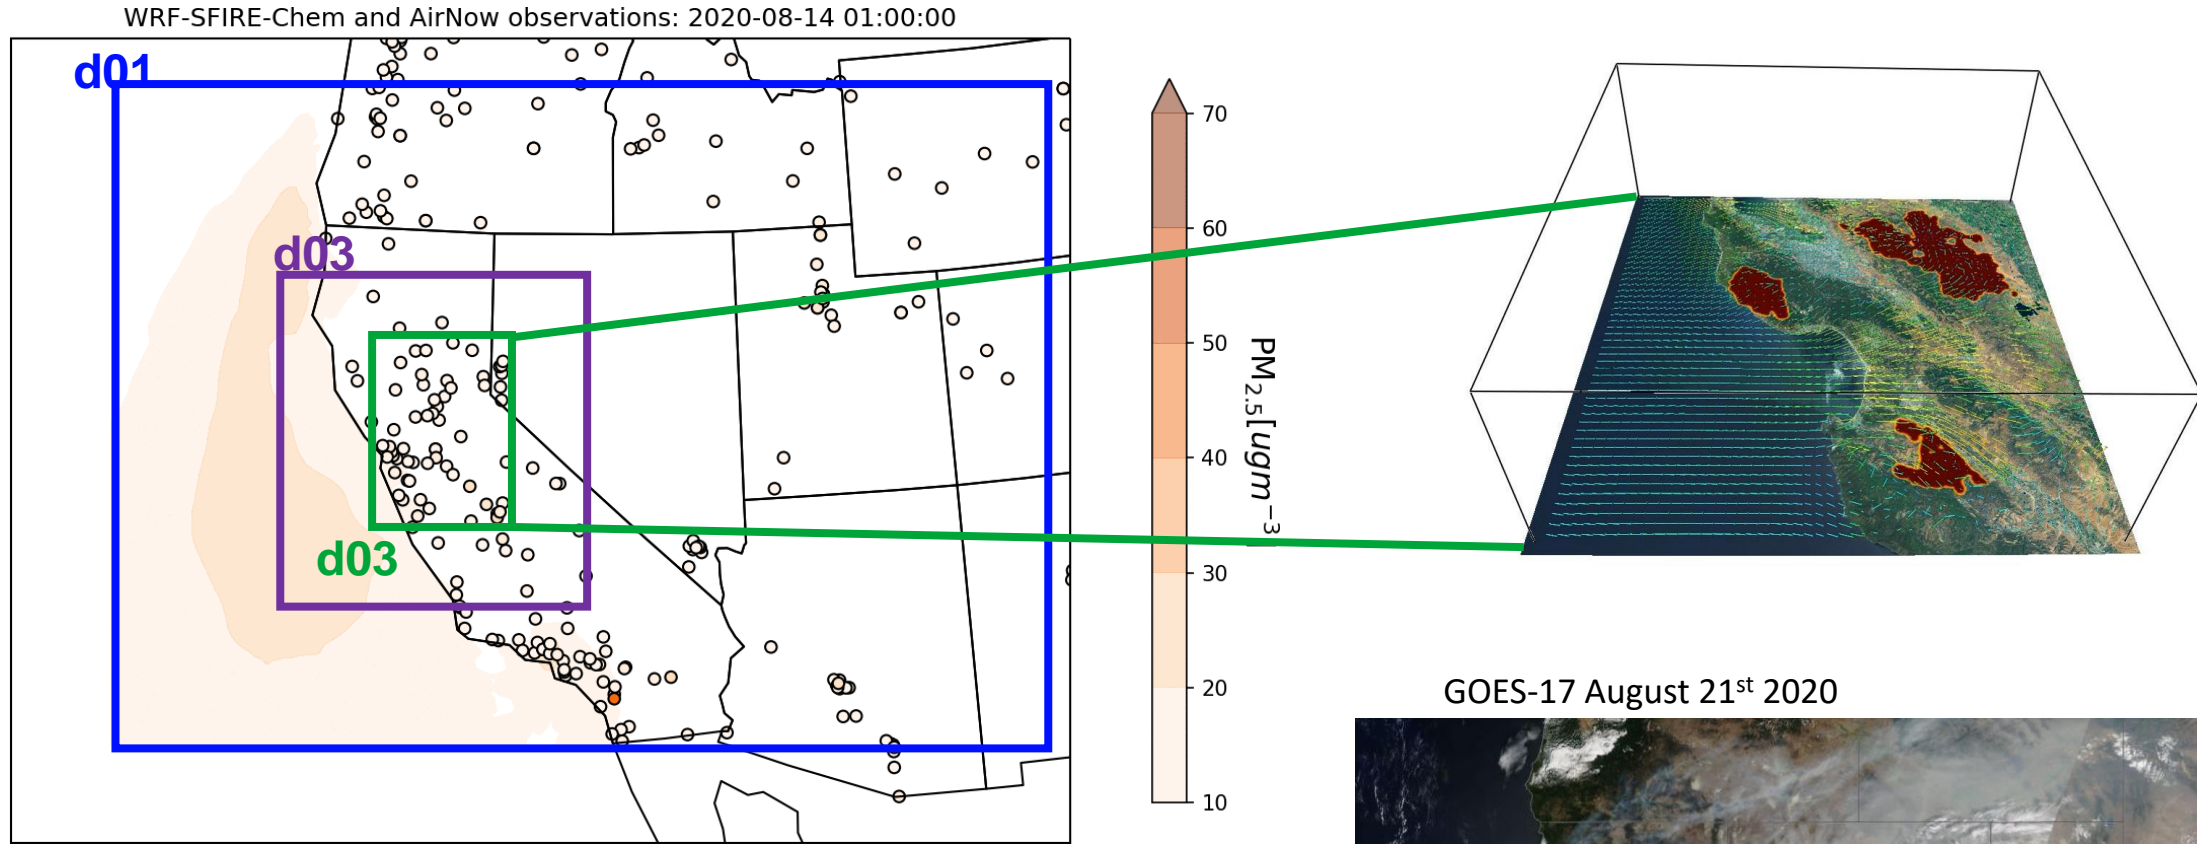 WRF-SFIRE-Chem and AirNow observations: 2020-08-14 01:00:00
d01
d03
d03
70
60
50
40
30
20
10
PM2.5[ugm−3]
GOES-17 August 21st 2020